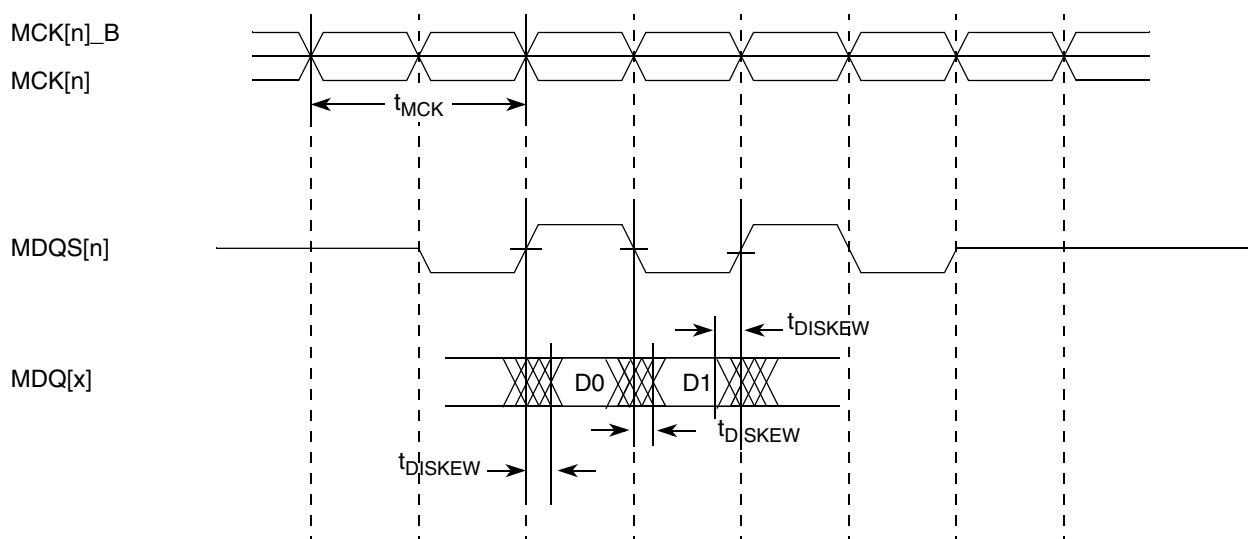 MCK[n]_B
MCK[n]
tMCK
MDQS[n]
tDISKEW
MDQ[x]
D0
D1
tDISKEW
tDISKEW